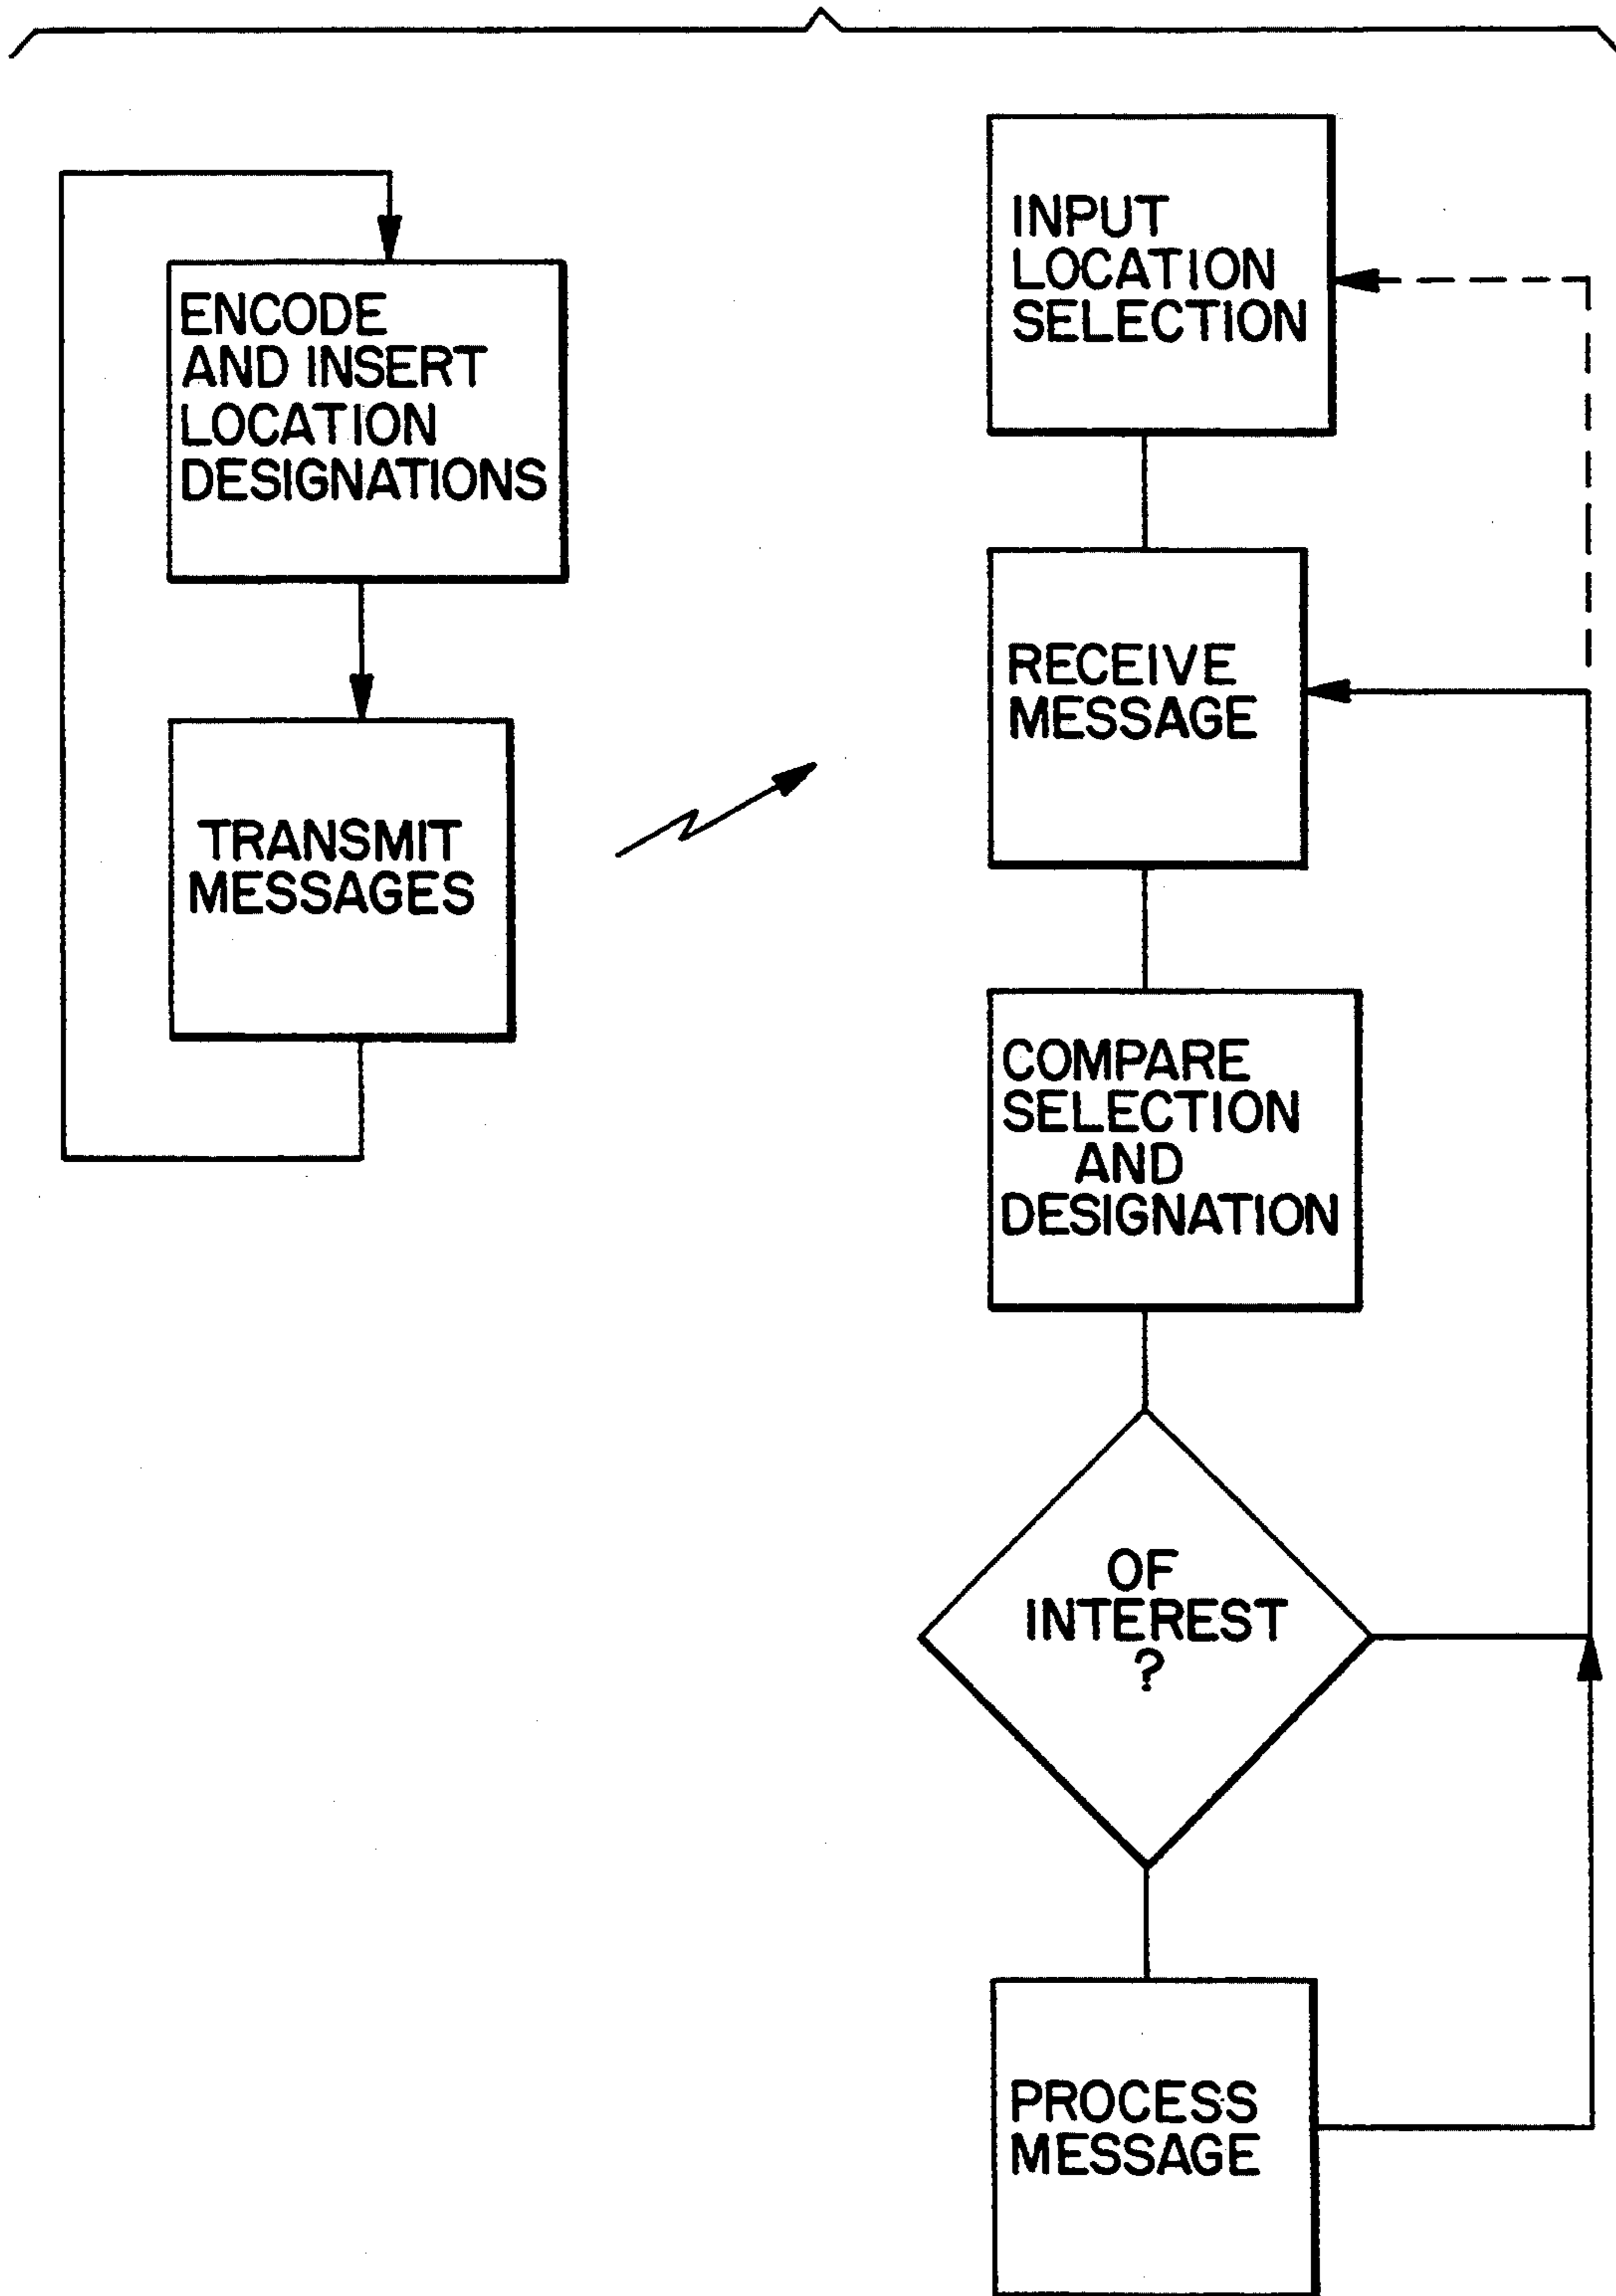 ENCODE
AND INSERT
LOCATION
DESIGNATIONS
TRANSMIT
MESSAGES
INPUT
LOCATION
SELECTION
RECEIVE
MESSAGE
COMPARE
SELECTION
AND
DESIGNATION
OF
INTEREST
?
PROCESS
MESSAGE